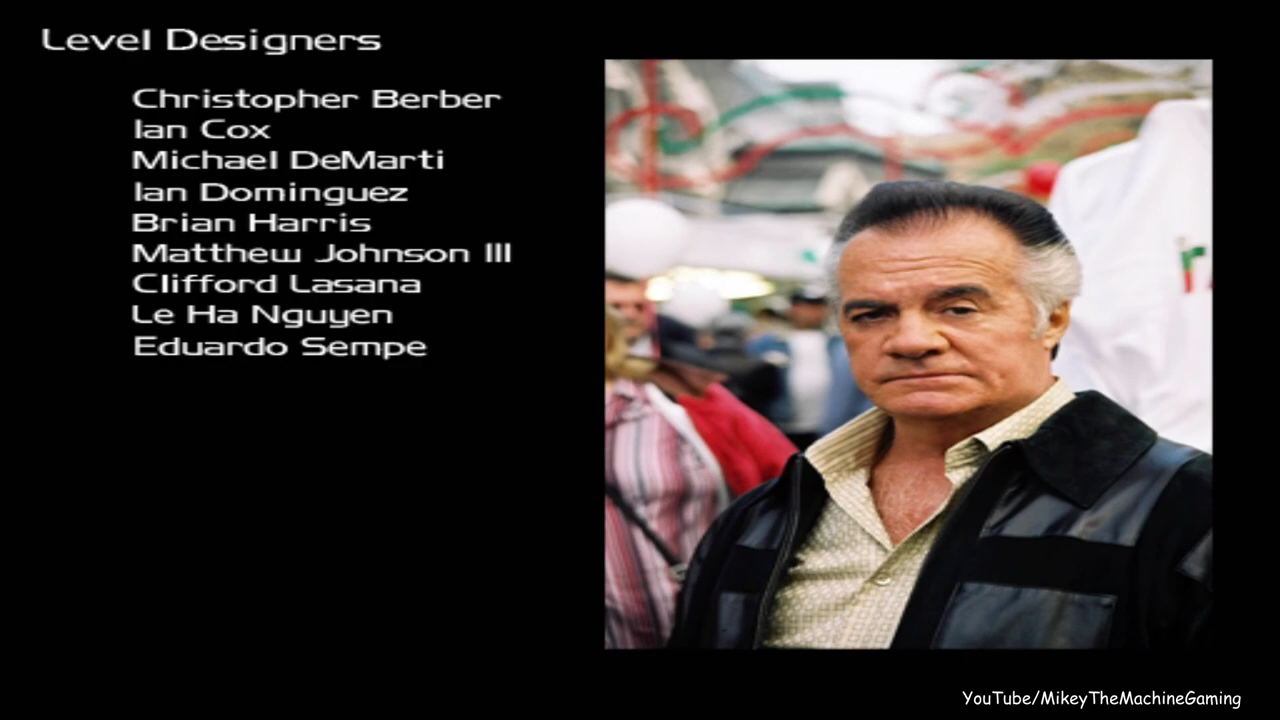 Level Designers
Christopher Berber
Ian Cox
Michael DeMarti
Ian Dominguez
Brian Harris
Matthew Johnson III
Clifford Lasana
Le Ha Nguyen
Eduardo Sempe
YouTube/MikeyTheMachineGaming